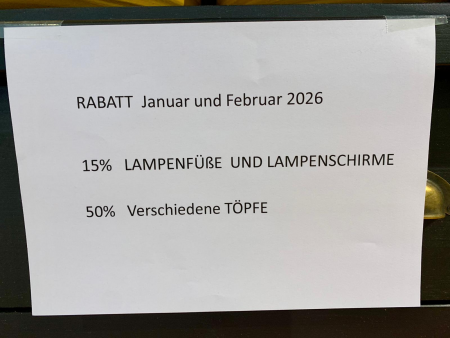 RABATT Januar und Februar 2026
15% LAMPENFÜßE UND LAMPENSCHIRME
50% Verschiedene TÖPFE